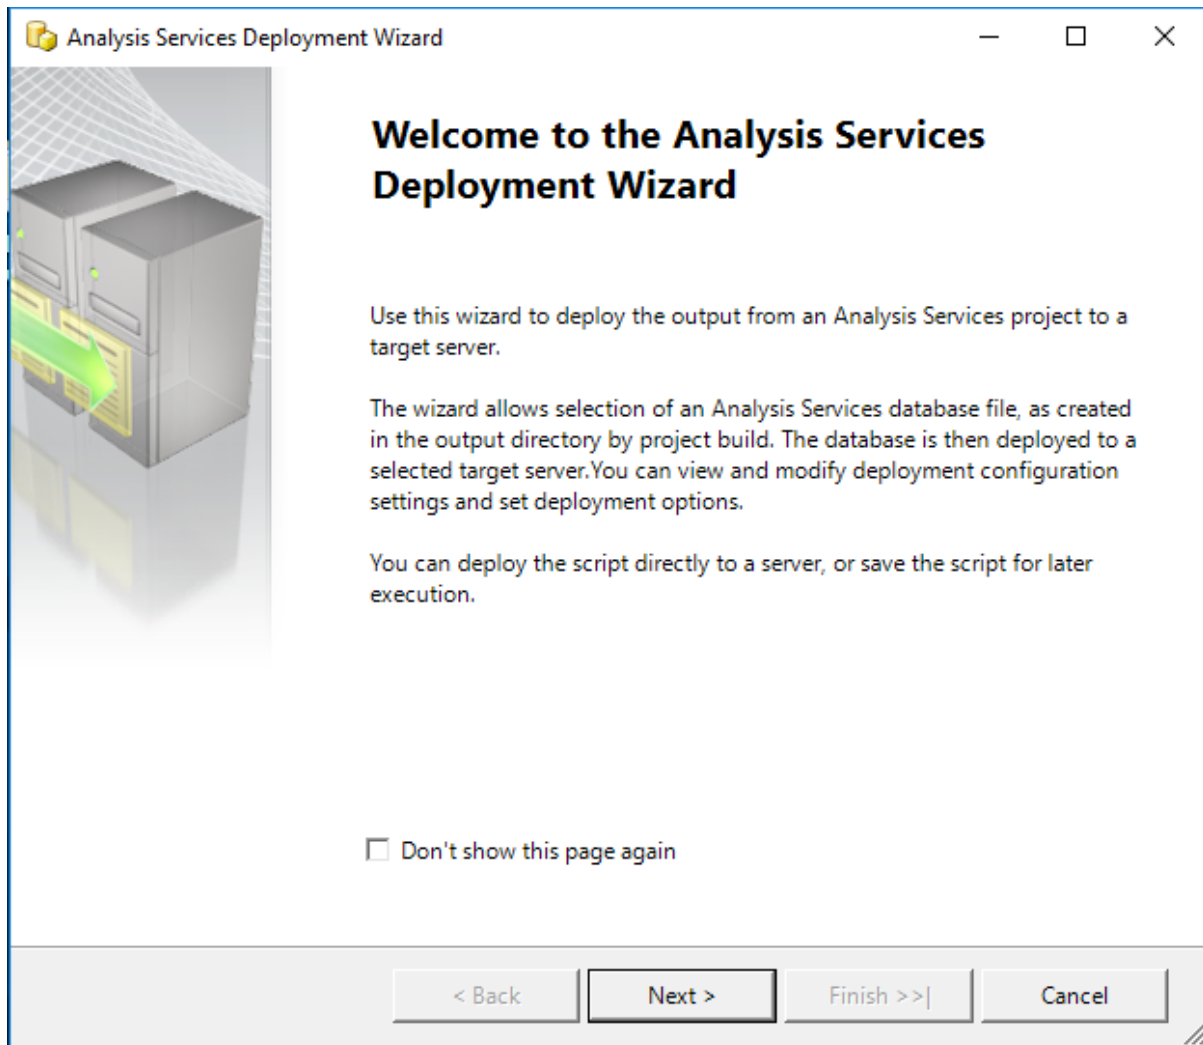 Analysis Services Deployment Wizard
Welcome to the Analysis Services
Deployment Wizard
Use this wizard to deploy the output from an Analysis Services project to a
target server.
The wizard allows selection of an Analysis Services database file, as created
in the output directory by project build. The database is then deployed to a
selected target server.You can view and modify deployment configuration
settings and set deployment options.
You can deploy the script directly to a server, or save the script for later
execution.
Don't show this page again
< Back
Next >
Finish >>|
Cancel